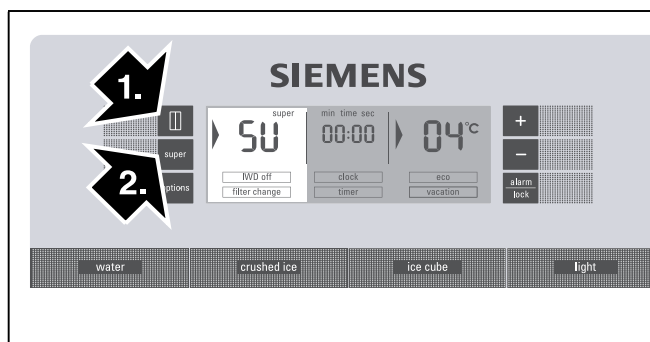 1.
SIEMENS
super
min time sec
SU
00:00
04°C
+
super
−
2.
IWD off
clock
eco
options
alarm
lock
filter change
timer
vacation
water
crushed ice
ice cube
light